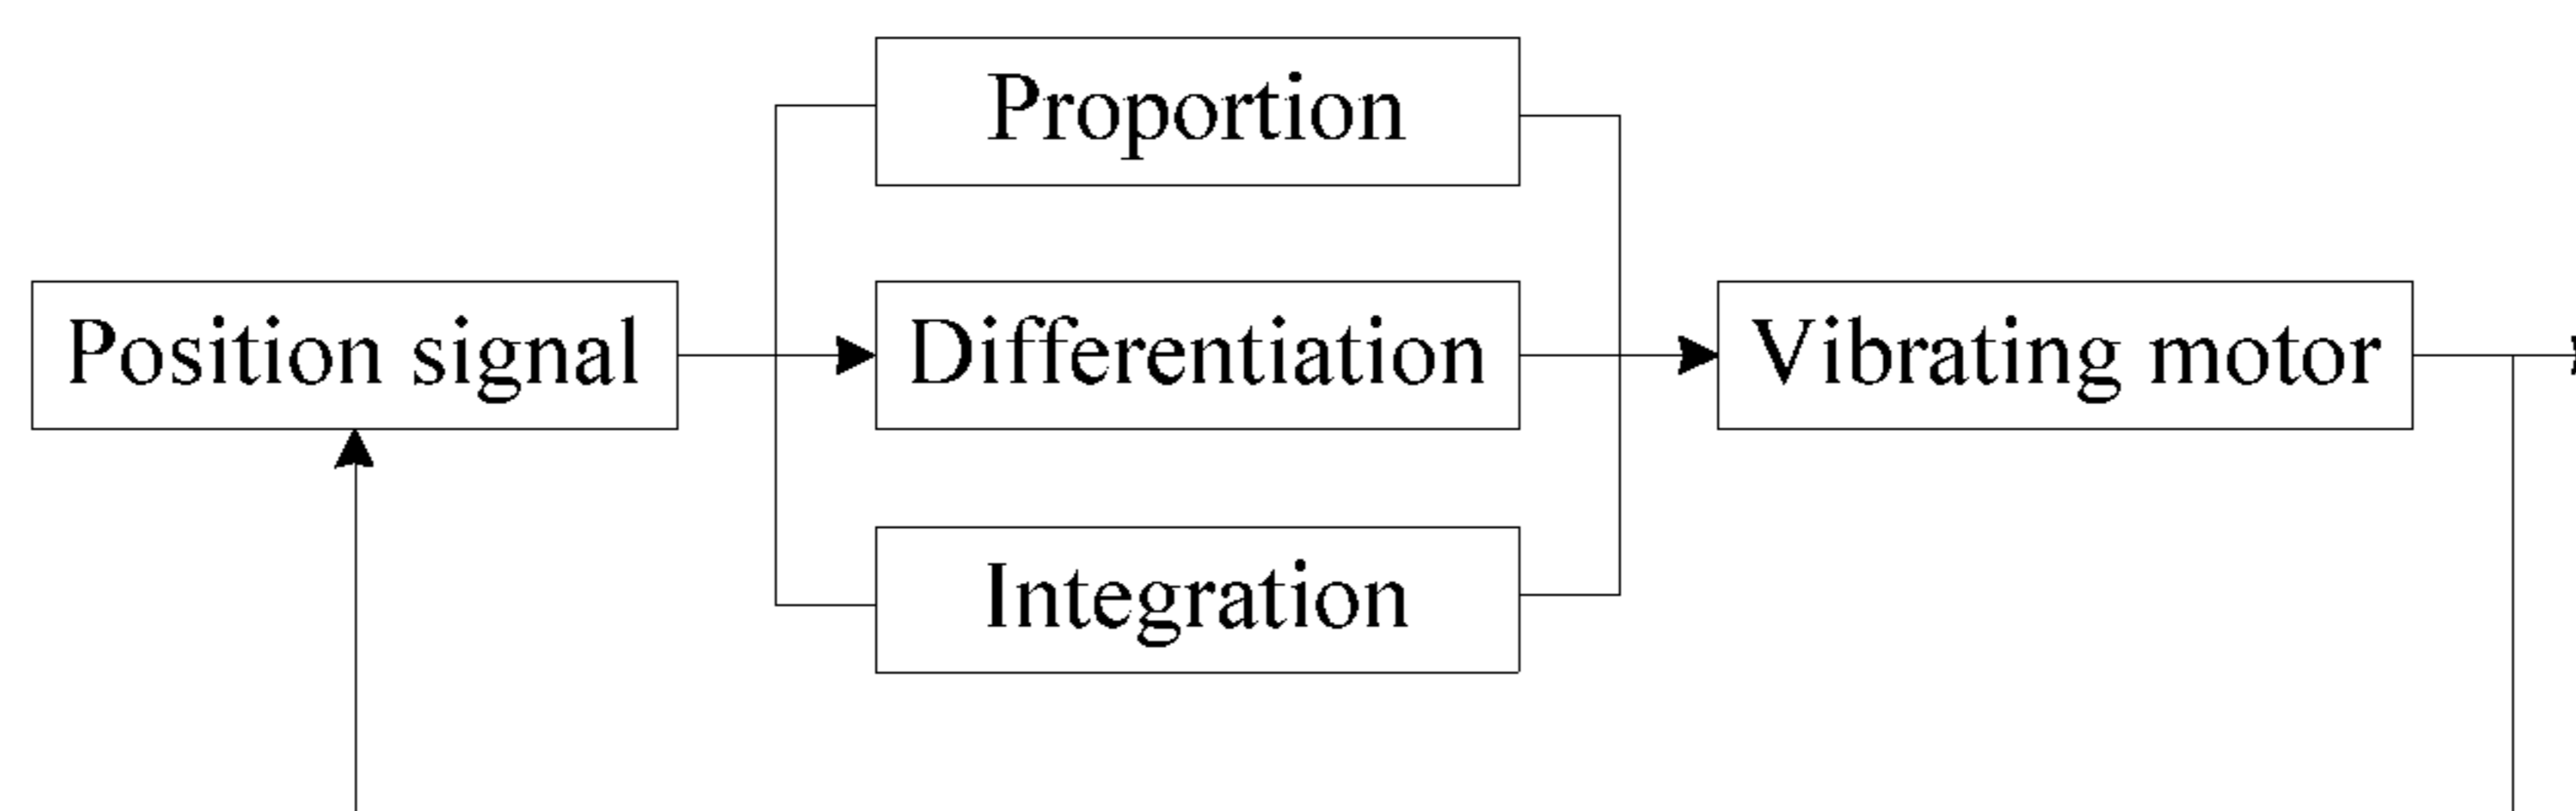 Proportion
Position signal
Differentiation
Vibrating motor
Integration